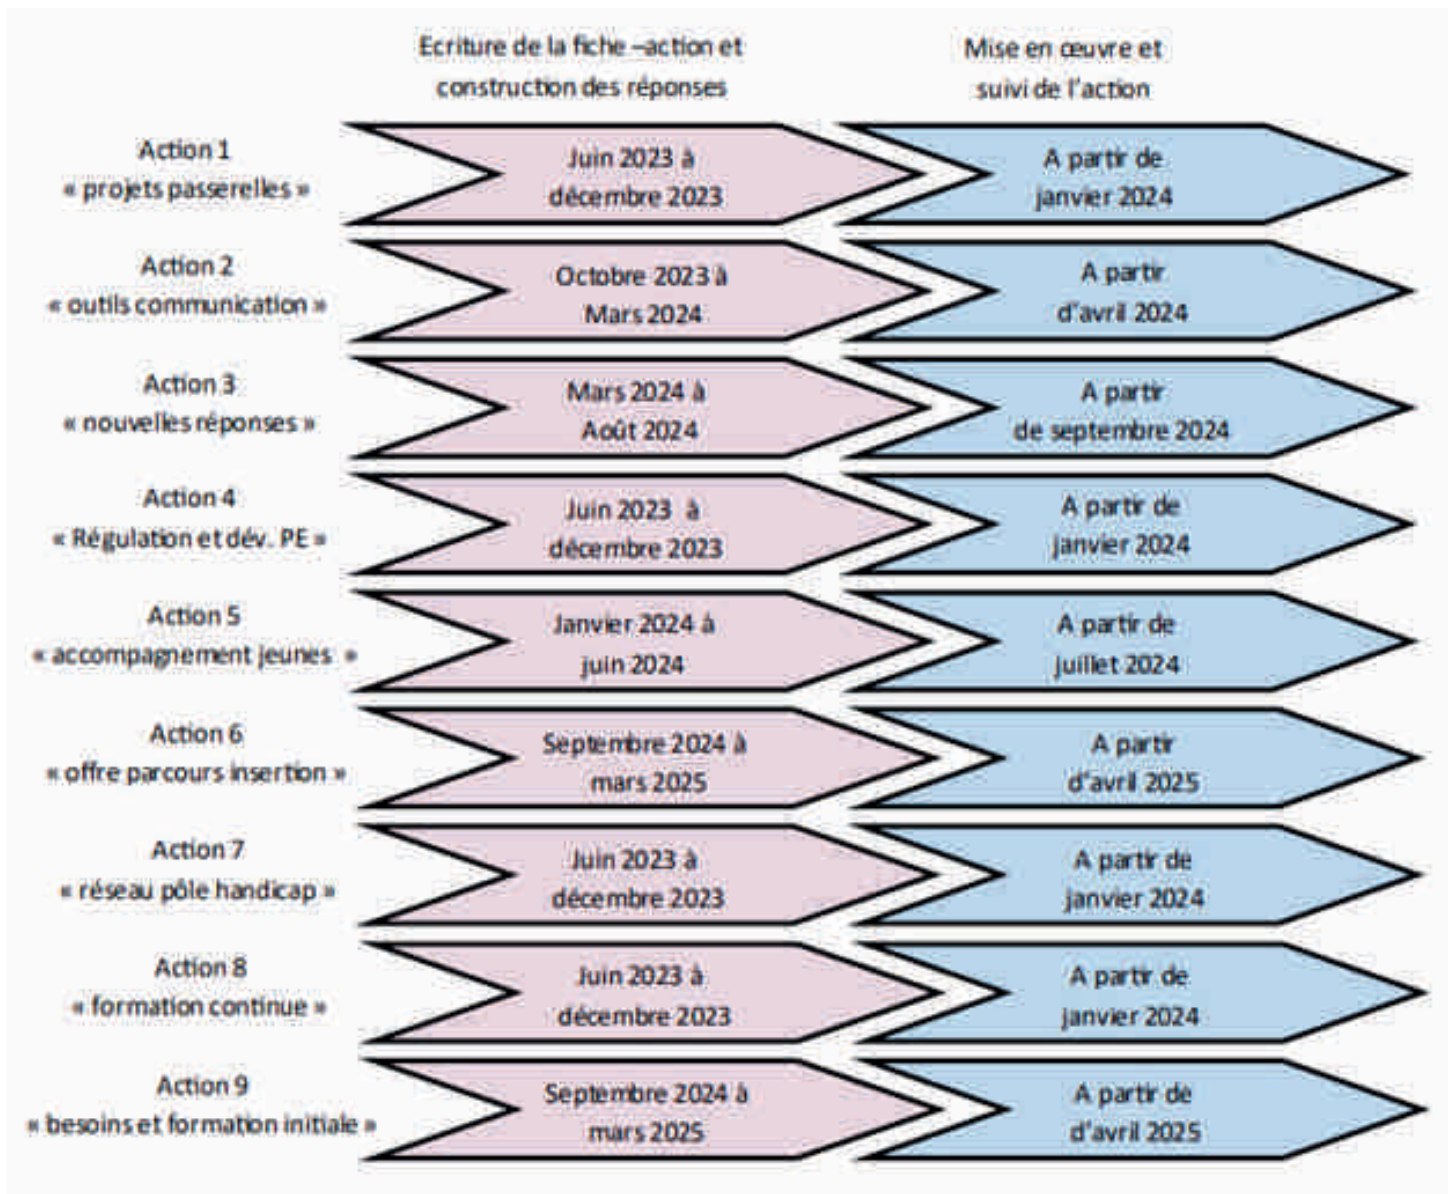 Ecriture de la fiche –action et
construction des réponses
Mise en œuvre et
suivi de l'action
Action 1
« projets passerelles »
Juin 2023 à
décembre 2023
A partir de
janvier 2024
Action 2
« outils communication »
Octobre 2023 à
Mars 2024
A partir
d'avril 2024
Action 3
« nouvelles réponses »
Mars 2024 à
Août 2024
A partir
de septembre 2024
Action 4
« Régulation et dév. PE »
Juin 2023 à
décembre 2023
A partir de
janvier 2024
Action 5
« accompagnement jeunes »
Janvier 2024 à
juin 2024
A partir de
juillet 2024
Action 6
« offre parcours insertion »
Septembre 2024 à
mars 2025
A partir
d'avril 2025
Action 7
« réseau pôle handicap »
Juin 2023 à
décembre 2023
A partir de
janvier 2024
Action 8
« formation continue »
Juin 2023 à
décembre 2023
A partir de
janvier 2024
Action 9
« besoins et formation initiale »
Septembre 2024 à
mars 2025
A partir de
d'avril 2025